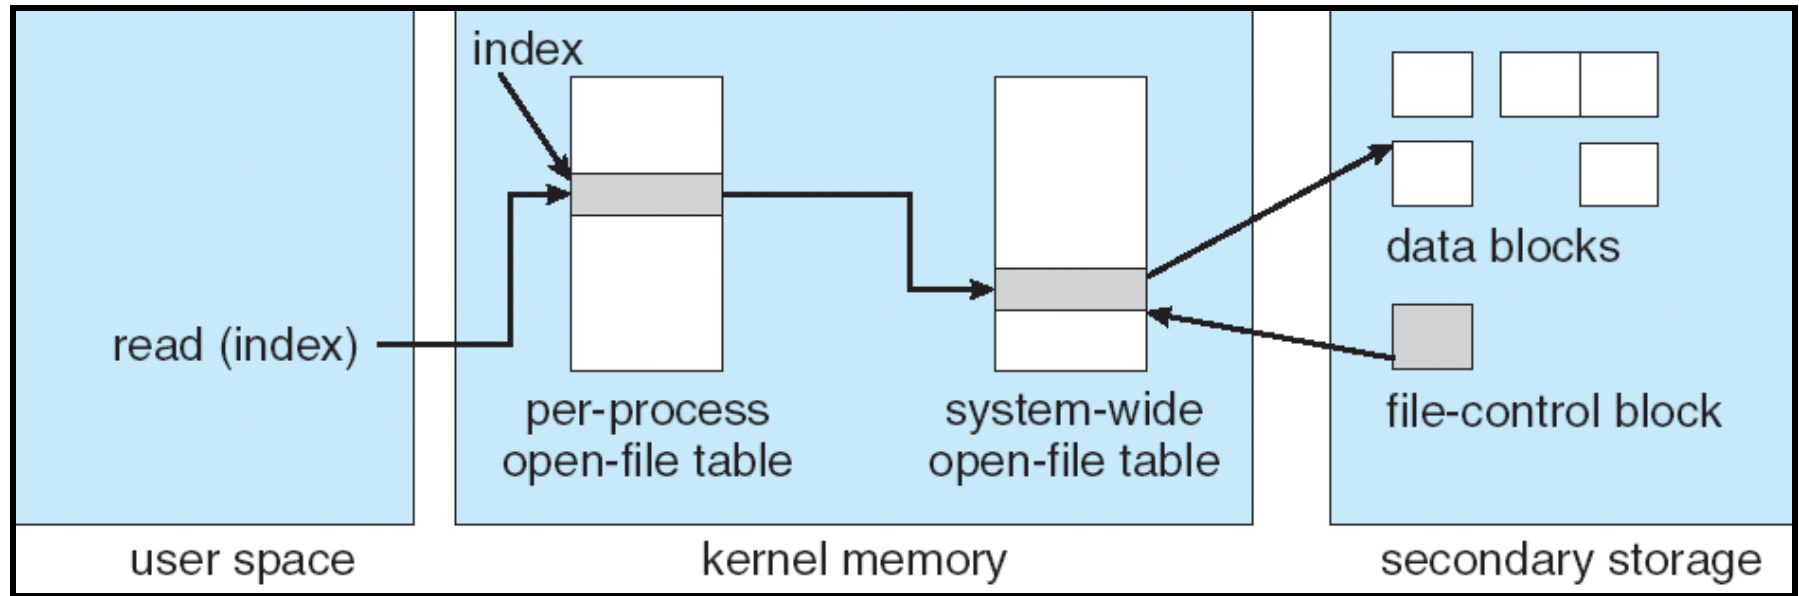 index
read (index)
per-process
open-file table
system-wide
open-file table
data blocks
file-control block
user space
kernel memory
secondary storage